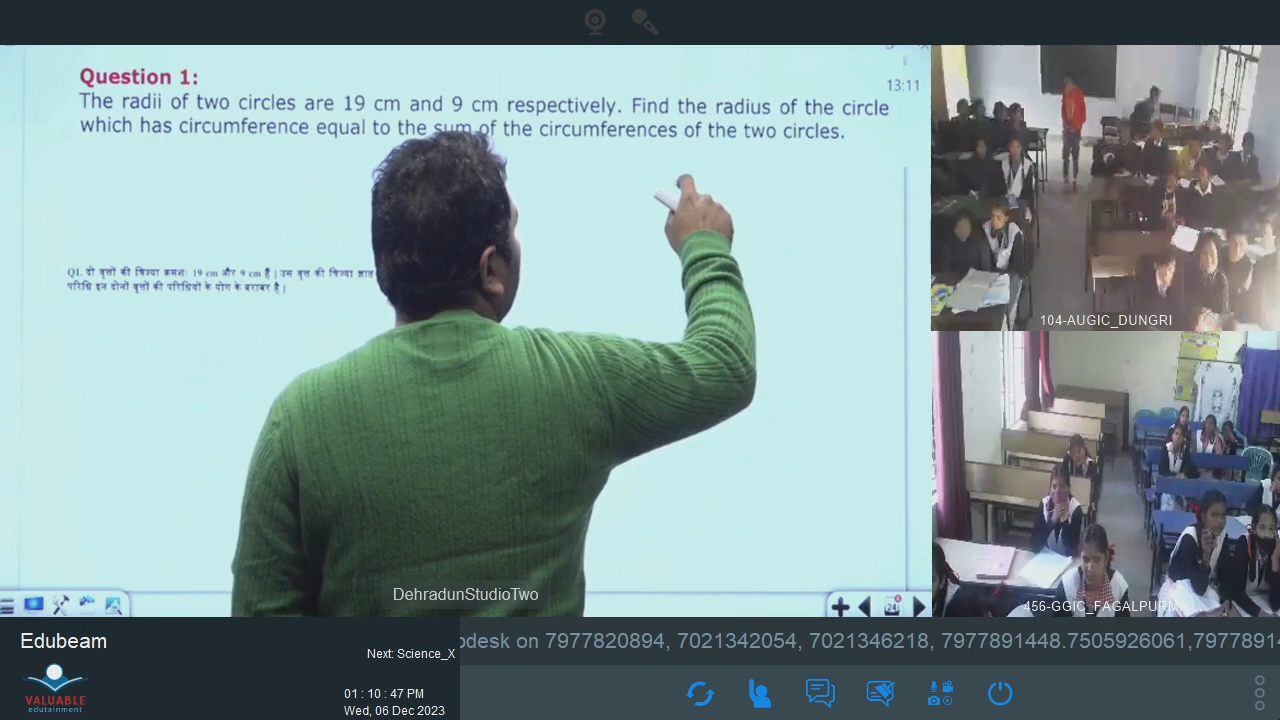 Question 1:
13:11
The radii of two circles are 19 cm and 9 cm respectively. Find the radius of the circle
which has circumference equal to the sum of the circumferences of the two circles.
Q1. दो वृत्तों की त्रिज्या क्रमशः 19 cm और 9 cm है | उस वृत्त की त्रिज्या ज्ञात
परिधि इन दोनों वृत्तों की परिधियों के योग के बराबर है |
104-AUGIC_DUNGRI
DehradunStudioTwo
24
456-GGIC_FAGALPUR
Edubeam
Next: Science_X
odesk on 7977820894, 7021342054, 7021346218, 7977891448.7505926061,7977891
VALUABLE
edutainment
01 : 10 : 47 PM
Wed, 06 Dec 2023